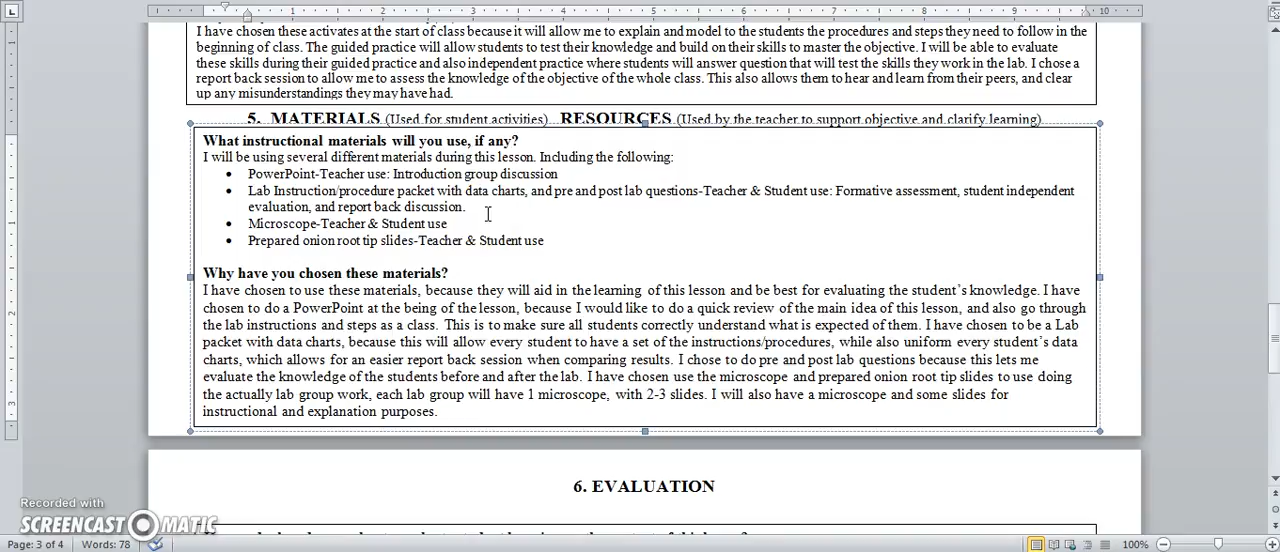 1 2 3 4 5 6 7 8 9 10
I have chosen these activates at the start of class because it will allow me to explain and model to the students the procedures and steps they need to follow in the
beginning of class. The guided practice will allow students to test their knowledge and build on their skills to master the objective. I will be able to evaluate
these skills during their guided practice and also independent practice where students will answer question that will test the skills they work in the lab. I chose a
report back session to allow me to assess the knowledge of the objective of the whole class. This also allows them to hear and learn from their peers, and clear
up any misunderstandings they may have had.
5. MATERIALS (Used for student activities) RESOURCES (Used by the teacher to support objective and clarify learning)
What instructional materials will you use, if any?
I will be using several different materials during this lesson. Including the following:
• PowerPoint-Teacher use: Introduction group discussion
• Lab Instruction/procedure packet with data charts, and pre and post lab questions-Teacher & Student use: Formative assessment, student independent
evaluation, and report back discussion.
• Microscope-Teacher & Student use
• Prepared onion root tip slides-Teacher & Student use
Why have you chosen these materials?
I have chosen to use these materials, because they will aid in the learning of this lesson and be best for evaluating the student's knowledge. I have
chosen to do a PowerPoint at the being of the lesson, because I would like to do a quick review of the main idea of this lesson, and also go through
the lab instructions and steps as a class. This is to make sure all students correctly understand what is expected of them. I have chosen to be a Lab
packet with data charts, because this will allow every student to have a set of the instructions/procedures, while also uniform every student's data
charts, which allows for an easier report back session when comparing results. I chose to do pre and post lab questions because this lets me
evaluate the knowledge of the students before and after the lab. I have chosen use the microscope and prepared onion root tip slides to use doing
the actually lab group work, each lab group will have 1 microscope, with 2-3 slides. I will also have a microscope and some slides for
instructional and explanation purposes.
6. EVALUATION
Recorded with
SCREENCAST MATIC
Page: 3 of 4 Words: 78 100%